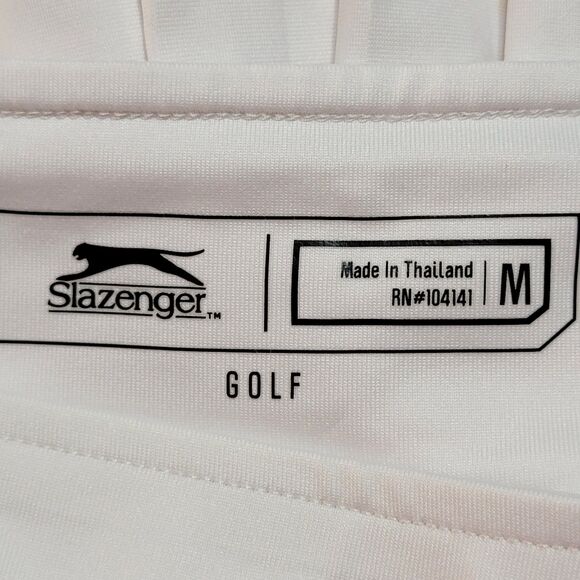 Slazenger™
Made In Thailand
RN#104141
M
GOLF